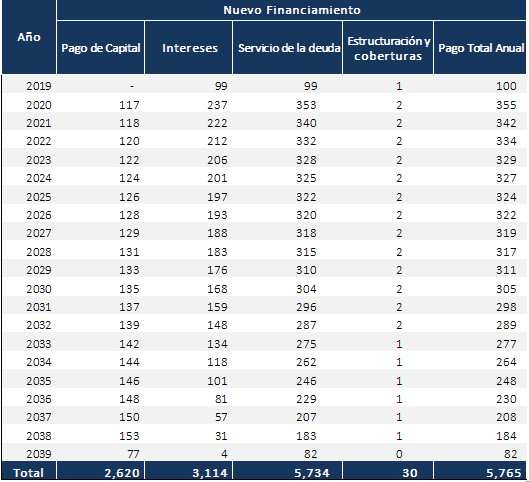 Nuevo Financiamiento
Año
Pago de Capital Intereses Servicio de la deuda Estructuración y coberturas Pago Total Anual
2019 - 99 99 1 100
2020 117 237 353 2 355
2021 118 222 340 2 342
2022 120 212 332 2 334
2023 122 206 328 2 329
2024 124 201 325 2 327
2025 126 197 322 2 324
2026 128 193 320 2 322
2027 129 188 318 2 319
2028 131 183 315 2 317
2029 133 176 310 2 311
2030 135 168 304 2 305
2031 137 159 296 2 298
2032 139 148 287 2 289
2033 142 134 275 1 277
2034 144 118 262 1 264
2035 146 101 246 1 248
2036 148 81 229 1 230
2037 150 57 207 1 208
2038 153 31 183 1 184
2039 77 4 82 0 82
Total 2,620 3,114 5,734 30 5,765